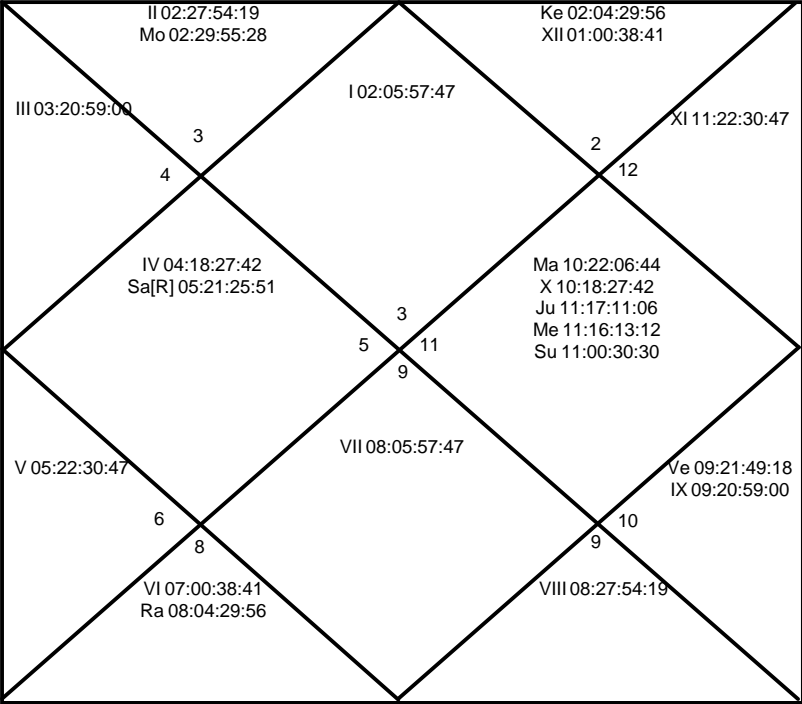 II 02:27:54:19
Mo 02:29:55:28
Ke 02:04:29:56
XII 01:00:38:41
I 02:05:57:47
III 03:20:59:00
XI 11:22:30:47
3
2
4
12
IV 04:18:27:42
Sa[R] 05:21:25:51
Ma 10:22:06:44
X 10:18:27:42
Ju 11:17:11:06
Me 11:16:13:12
Su 11:00:30:30
3
5
11
9
VII 08:05:57:47
V 05:22:30:47
Ve 09:21:49:18
IX 09:20:59:00
6
10
8
9
VI 07:00:38:41
Ra 08:04:29:56
VIII 08:27:54:19